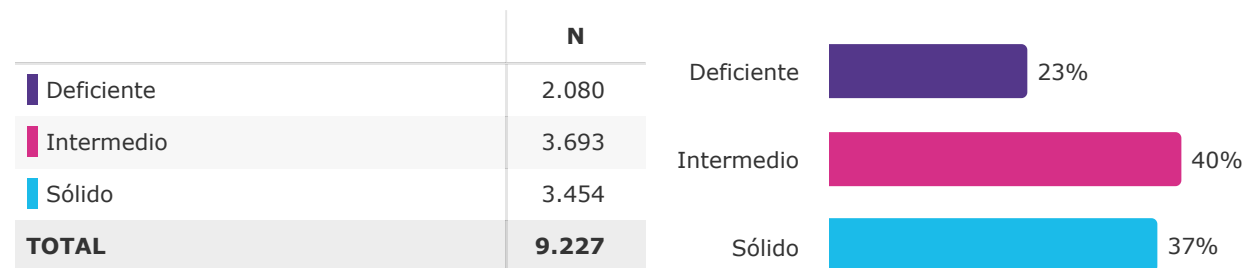 N
Deficiente 2.080
Intermedio 3.693
Sólido 3.454
TOTAL 9.227
Deficiente 23%
Intermedio 40%
Sólido 37%